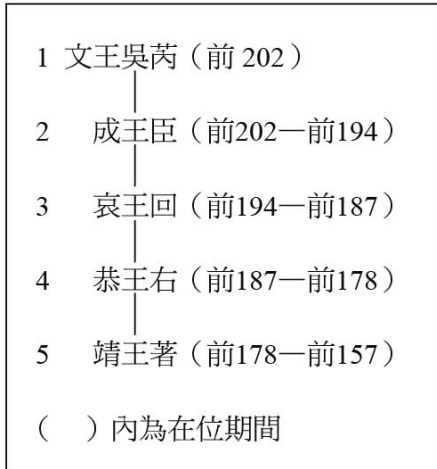 1 文王吳芮（前 202）
2 成王臣（前202—前194）
3 哀王回（前194—前187）
4 恭王右（前187—前178）
5 靖王著（前178—前157）
（ ）內為在位期間